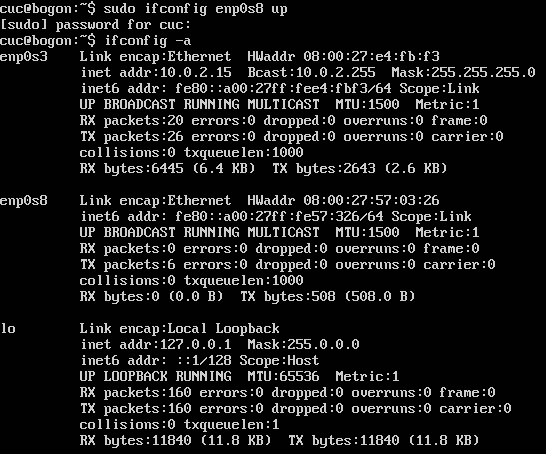 cuc@bogon:~$ sudo ifconfig enp0s8 up
[sudo] password for cuc:
cuc@bogon:~$ ifconfig -a
enp0s3 Link encap:Ethernet HWaddr 08:00:27:e4:fb:f3
inet addr:10.0.2.15 Bcast:10.0.2.255 Mask:255.255.255.0
inet6 addr: fe80::a00:27ff:fee4:fbf3/64 Scope:Link
UP BROADCAST RUNNING MULTICAST MTU:1500 Metric:1
RX packets:20 errors:0 dropped:0 overruns:0 frame:0
TX packets:26 errors:0 dropped:0 overruns:0 carrier:0
collisions:0 txqueuelen:1000
RX bytes:6445 (6.4 KB) TX bytes:2643 (2.6 KB)
enp0s8 Link encap:Ethernet HWaddr 08:00:27:57:03:26
inet6 addr: fe80::a00:27ff:fe57:326/64 Scope:Link
UP BROADCAST RUNNING MULTICAST MTU:1500 Metric:1
RX packets:0 errors:0 dropped:0 overruns:0 frame:0
TX packets:6 errors:0 dropped:0 overruns:0 carrier:0
collisions:0 txqueuelen:1000
RX bytes:0 (0.0 B) TX bytes:508 (508.0 B)
lo Link encap:Local Loopback
inet addr:127.0.0.1 Mask:255.0.0.0
inet6 addr: ::1/128 Scope:Host
UP LOOPBACK RUNNING MTU:65536 Metric:1
RX packets:160 errors:0 dropped:0 overruns:0 frame:0
TX packets:160 errors:0 dropped:0 overruns:0 carrier:0
collisions:0 txqueuelen:1
RX bytes:11840 (11.8 KB) TX bytes:11840 (11.8 KB)